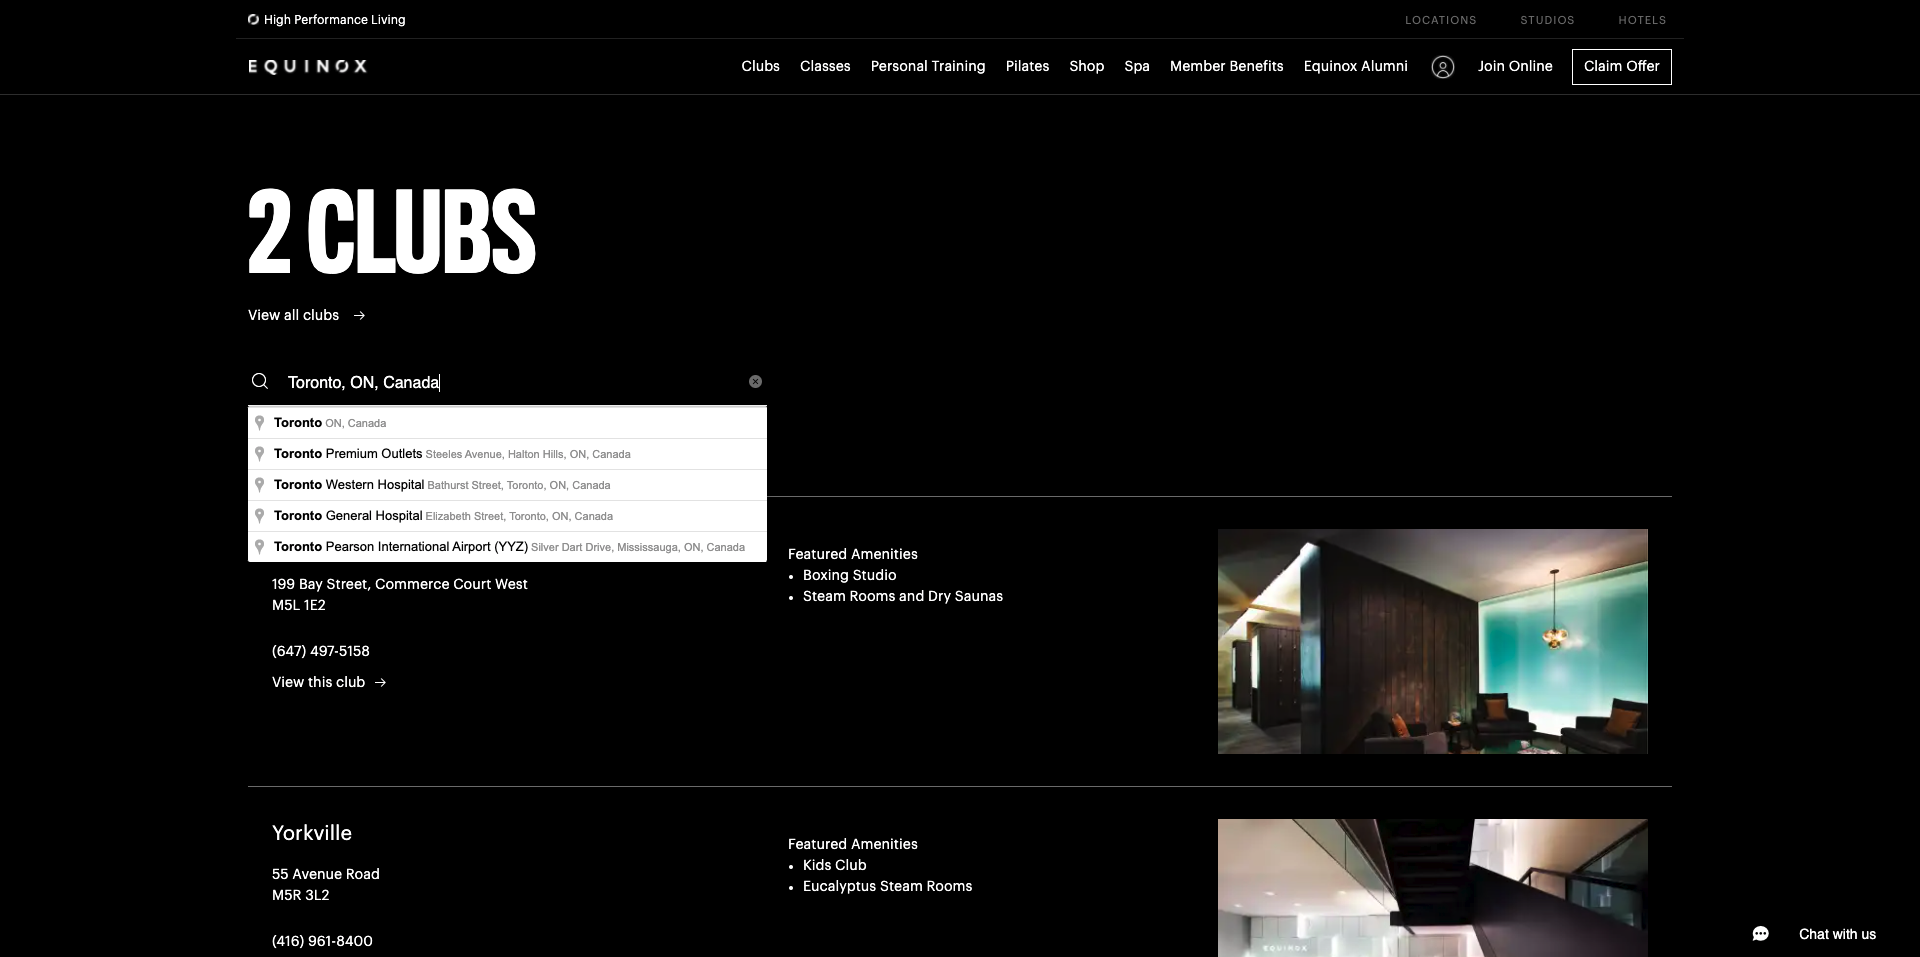 High Performance Living
LOCATIONS STUDIOS HOTELS
EQUINOX
Clubs Classes Personal Training Pilates Shop Spa Member Benefits Equinox Alumni Join Online Claim Offer
2 CLUBS
View all clubs →
Toronto, ON, Canada
Toronto ON, Canada
Toronto Premium Outlets Steeles Avenue, Halton Hills, ON, Canada
Toronto Western Hospital Bathurst Street, Toronto, ON, Canada
Toronto General Hospital Elizabeth Street, Toronto, ON, Canada
Toronto Pearson International Airport (YYZ) Silver Dart Drive, Mississauga, ON, Canada
199 Bay Street, Commerce Court West
M5L 1E2
(647) 497-5158
View this club →
Featured Amenities
• Boxing Studio
• Steam Rooms and Dry Saunas
Yorkville
55 Avenue Road
M5R 3L2
(416) 961-8400
Featured Amenities
• Kids Club
• Eucalyptus Steam Rooms
EQUINOX
Chat with us